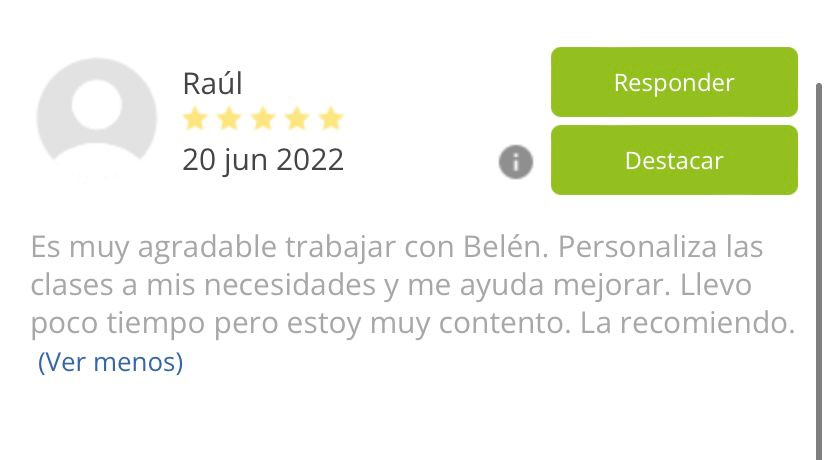 Raúl
20 jun 2022
Responder
Destacar
Es muy agradable trabajar con Belén. Personaliza las
clases a mis necesidades y me ayuda mejorar. Llevo
poco tiempo pero estoy muy contento. La recomiendo.
(Ver menos)